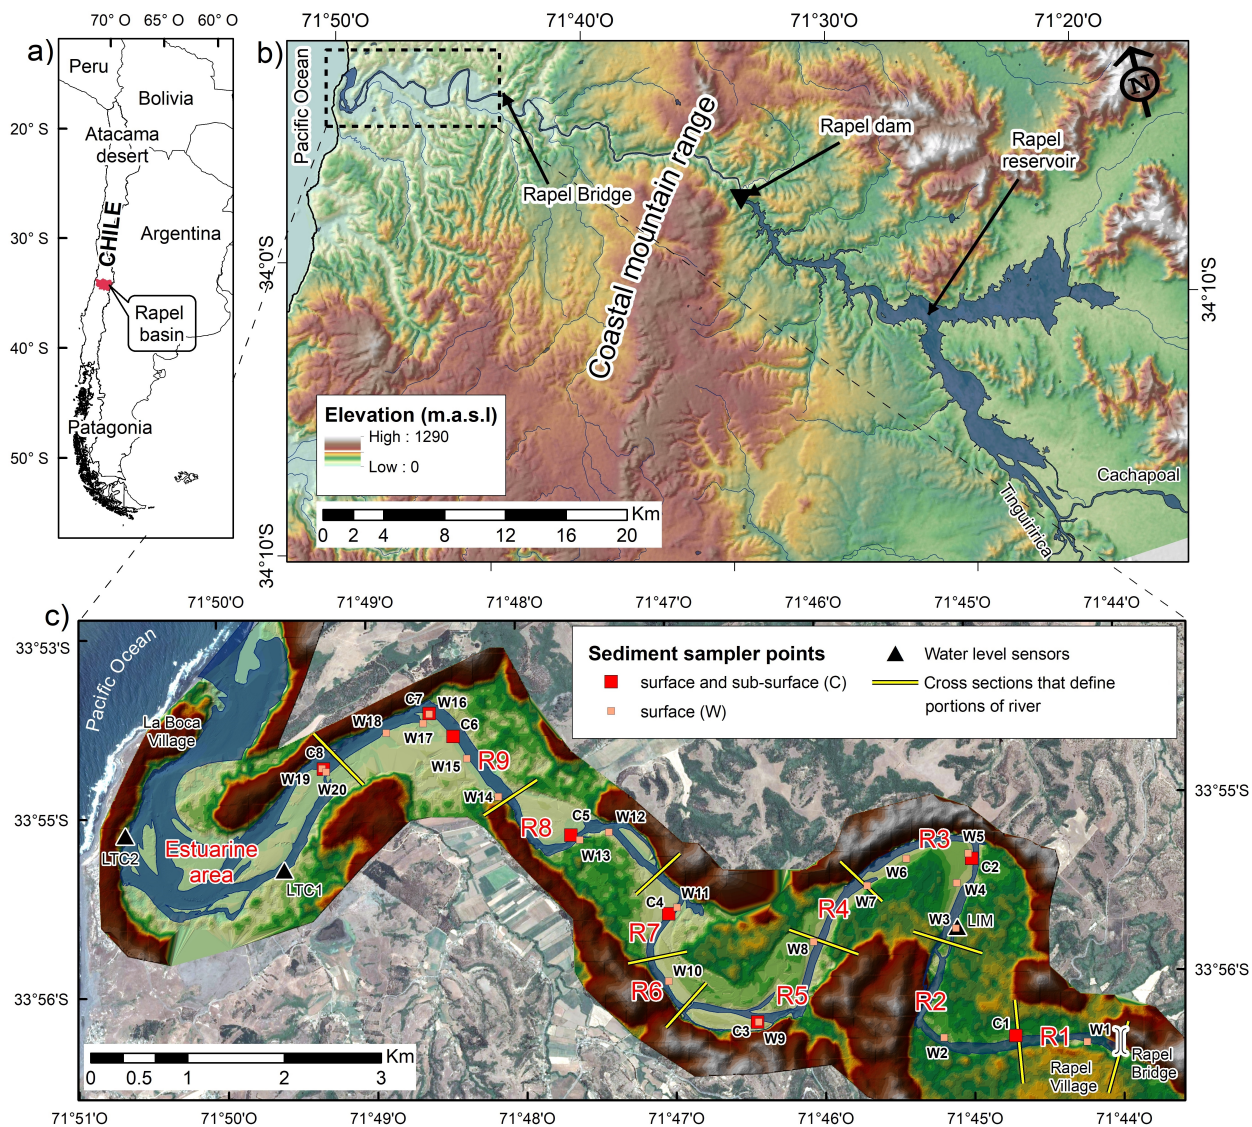 70° O 65° O 60° O
a)
Peru
Bolivia
20° S
Atacama
desert
CHILE
30° S
Argentina
Rapel
basin
40° S
Patagonia
50° S
71°50'O 71°40'O 71°30'O 71°20'O
b)
Pacific Ocean
N
Rapel dam
Rapel
reservoir
Rapel Bridge
Coastal mountain range
34°0'S
34°10'S
34°10'S
Elevation (m.a.s.l)
High : 1290
Low : 0
Cachapoal
Tinguiririca
Km
0 2 4 8 12 16 20
c)
71°50'O 71°49'O 71°48'O 71°47'O 71°46'O 71°45'O 71°44'O
33°53'S
33°55'S
33°56'S
33°55'S
33°56'S
Sediment sampler points
surface and sub-surface (C)
surface (W)
Water level sensors
Cross sections that define
portions of river
Pacific Ocean
La Boca
Village
C7 W16
W18
W17
C6
C8
W15
R9
W19
W20
W14
C5 W12
R8
W13
Estuarine
area
LTC2
LTC1
R3
W5
W6
C2
W7
W4
W11
C4
R4
W3
LIM
R7
W8
W10
R6
R5
R2
C3
W9
C1
R1
W1
W2
Rapel
Village
Rapel
Bridge
Km
0 0.5 1 2 3
71°51'O 71°50'O 71°49'O 71°48'O 71°47'O 71°46'O 71°45'O 71°44'O